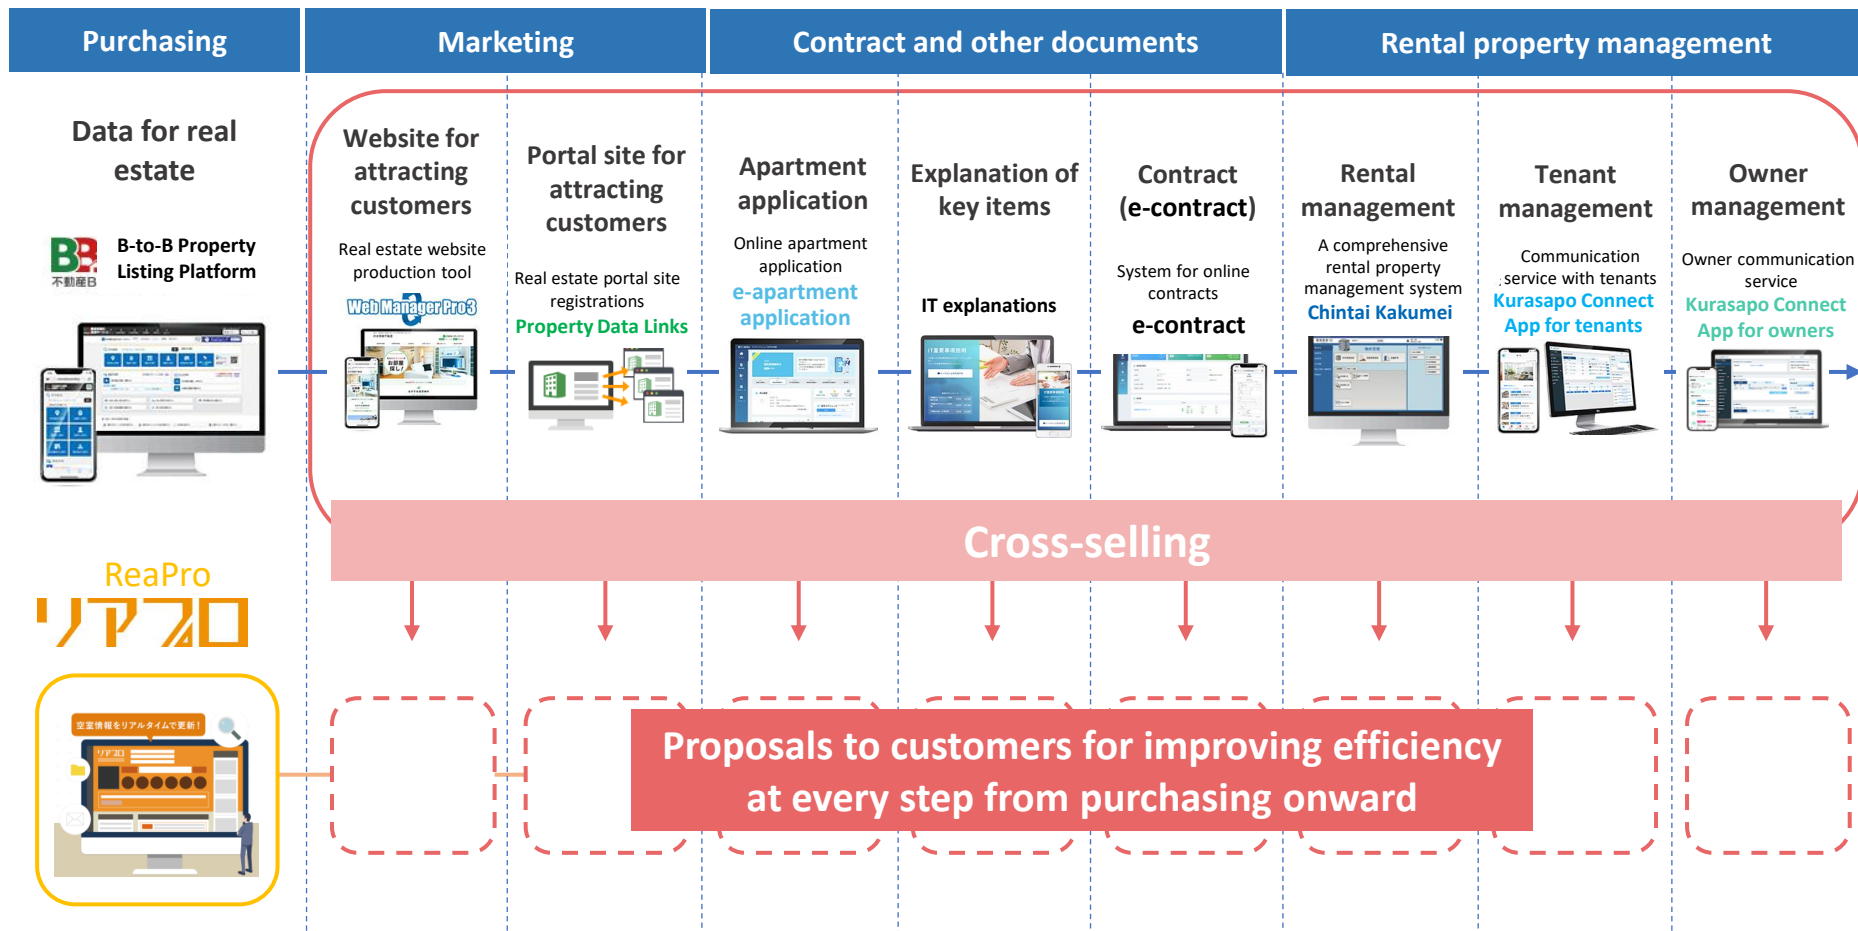 Purchasing
Marketing
Contract and other documents
Rental property management
Data for real
estate
B-to-B Property
Listing Platform
BB
不動産B
Website for
attracting
customers
Real estate website
production tool
Web Manager Pro3
Portal site for
attracting
customers
Real estate portal site
registrations
Property Data Links
Apartment
application
Online apartment
application
e-apartment
application
Explanation of
key items
IT explanations
Contract
(e-contract)
System for online
contracts
e-contract
Rental
management
A comprehensive
rental property
management system
Chintai Kakumei
Tenant
management
Communication
service with tenants
Kurasapo Connect
App for tenants
Owner
management
Owner communication
service
Kurasapo Connect
App for owners
Cross-selling
ReaPro
リアプロ
空室情報をリアルタイムで更新！
リアプロ
Proposals to customers for improving efficiency
at every step from purchasing onward